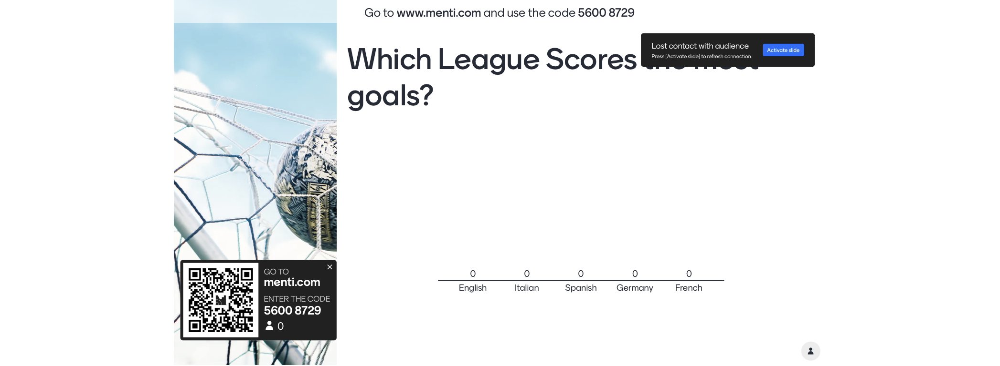 Go to www.menti.com and use the code 5600 8729
Lost contact with audience
Press [Activate slide] to refresh connection.
Activate slide
Which League Scores the most
goals?
0 0 0 0 0
English Italian Spanish Germany French
GO TO
menti.com
ENTER THE CODE
5600 8729
0